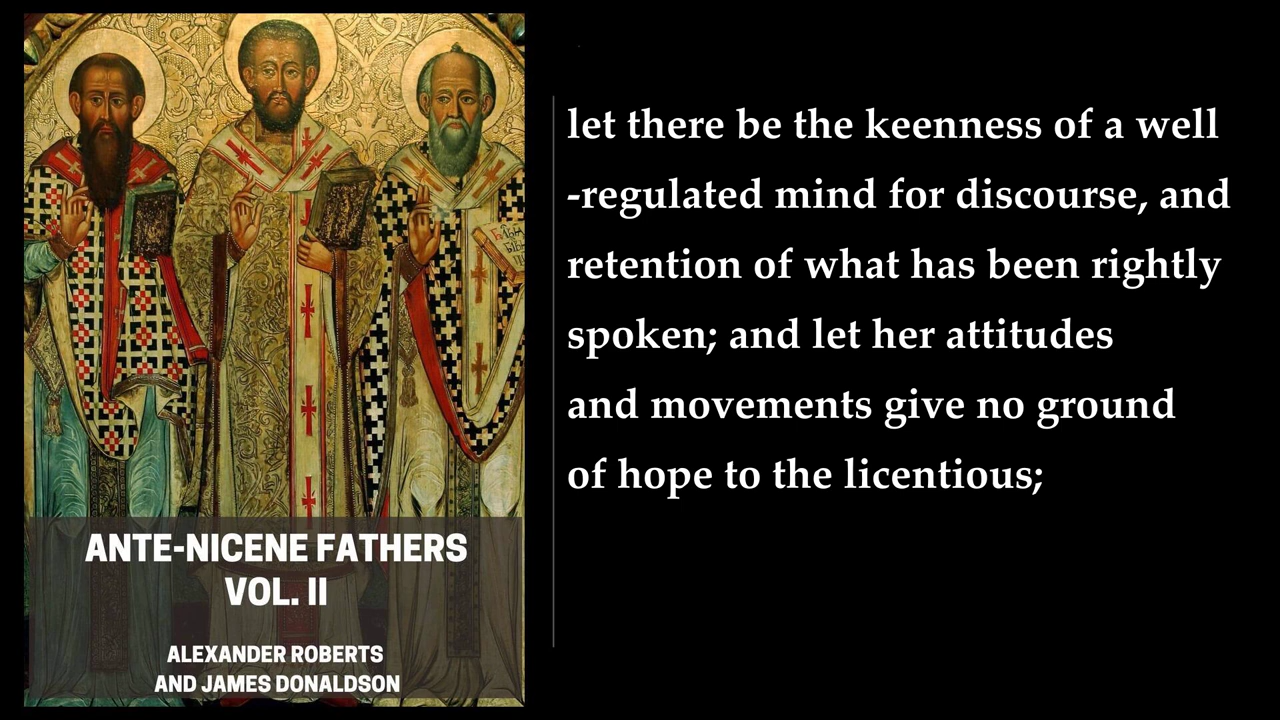 ANTE-NICENE FATHERS
VOL. II
ALEXANDER ROBERTS
AND JAMES DONALDSON
let there be the keenness of a well
-regulated mind for discourse, and
retention of what has been rightly
spoken; and let her attitudes
and movements give no ground
of hope to the licentious;